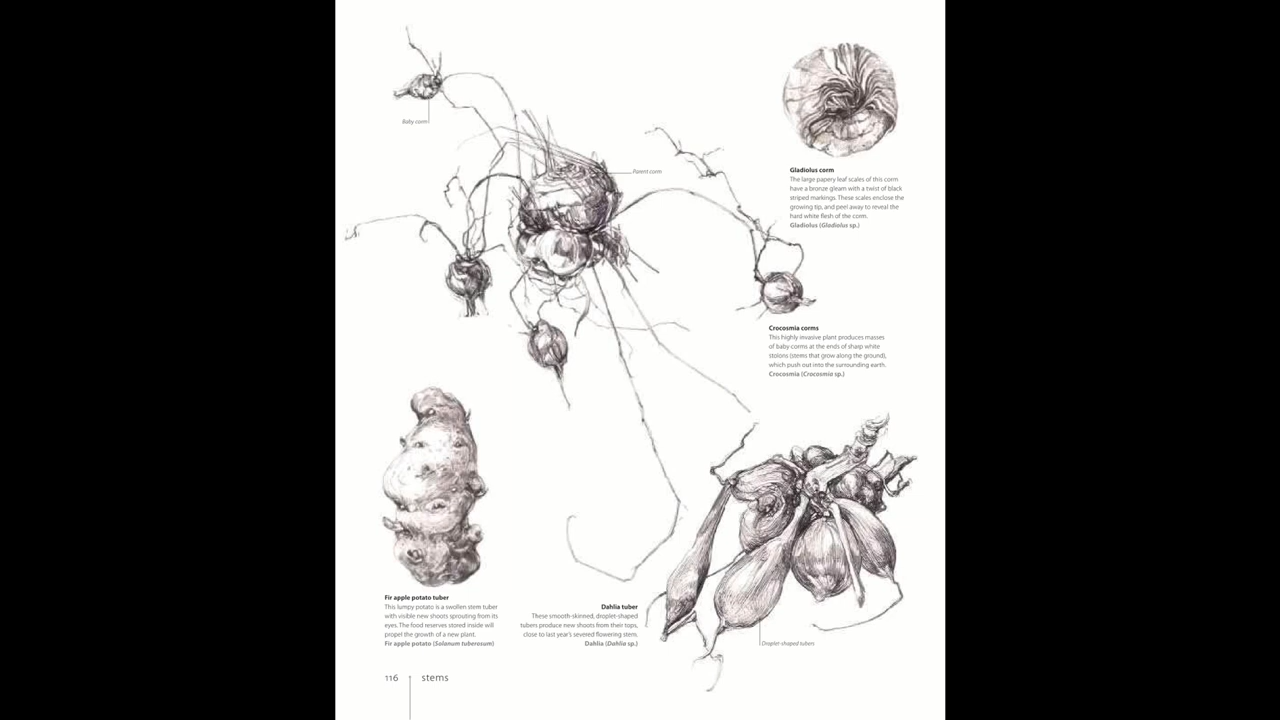 Baby corm
Parent corm
Gladiolus corm
The large papery leaf scales of this corm
have a bronze gleam with a twist of black
striped markings. These scales enclose the
growing tip, and peel away to reveal the
hard white flesh of the corm.
Gladiolus (Gladiolus sp.)
Crocosmia corms
This highly invasive plant produces masses
of baby corms at the ends of sharp white
stolons (stems that grow along the ground),
which push out into the surrounding earth.
Crocosmia (Crocosmia sp.)
Fir apple potato tuber
This lumpy potato is a swollen stem tuber
with visible new shoots sprouting from its
eyes. The food reserves stored inside will
propel the growth of a new plant.
Fir apple potato (Solanum tuberosum)
Dahlia tuber
These smooth-skinned, droplet-shaped
tubers produce new shoots from their tops,
close to last year's severed flowering stem.
Dahlia (Dahlia sp.)
Droplet-shaped tubers
116
stems